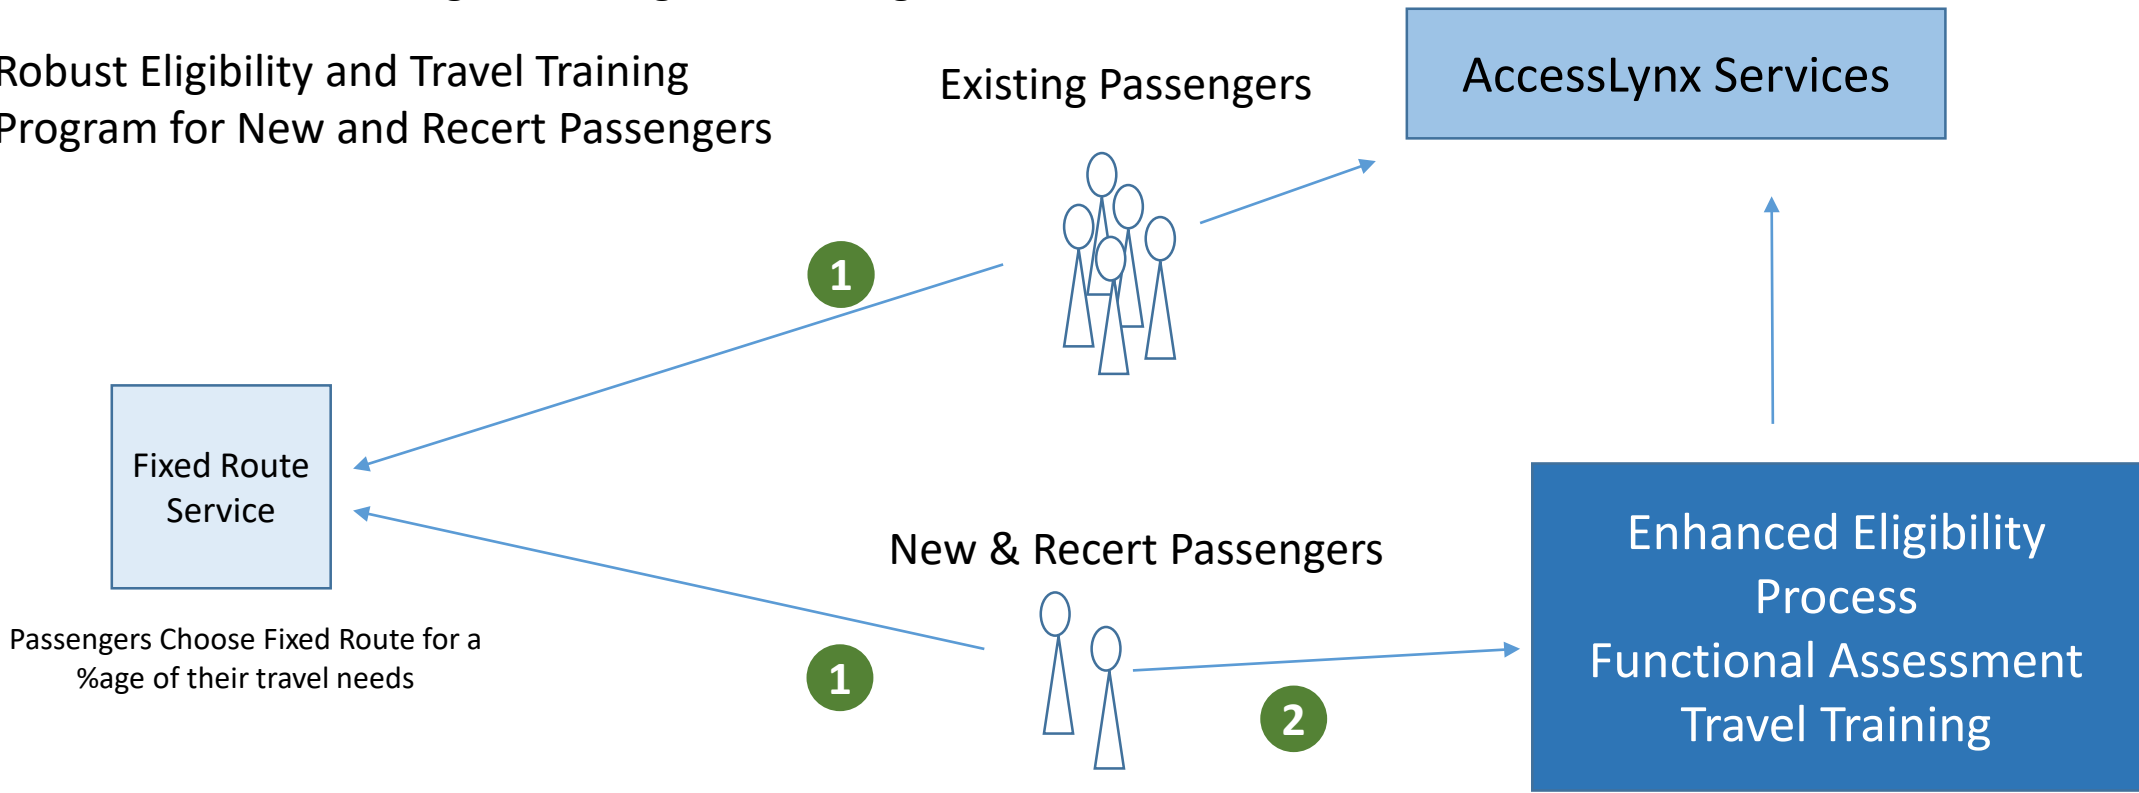 Robust Eligibility and Travel Training
Program for New and Recert Passengers
Existing Passengers
AccessLynx Services
1
Fixed Route
Service
Passengers Choose Fixed Route for a
%age of their travel needs
New & Recert Passengers
1
2
Enhanced Eligibility
Process
Functional Assessment
Travel Training